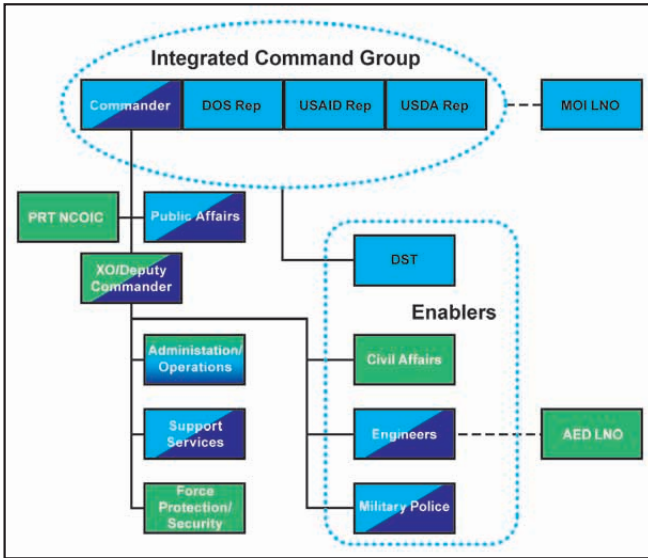 Integrated Command Group
Commander
DOS Rep
USAID Rep
USDA Rep
MOI LNO
PRT NCOIC
Public Affairs
XO/Deputy
Commander
DST
Enablers
Administation/
Operations
Civil Affairs
Support
Services
Engineers
AED LNO
Force
Protection/
Security
Military Police